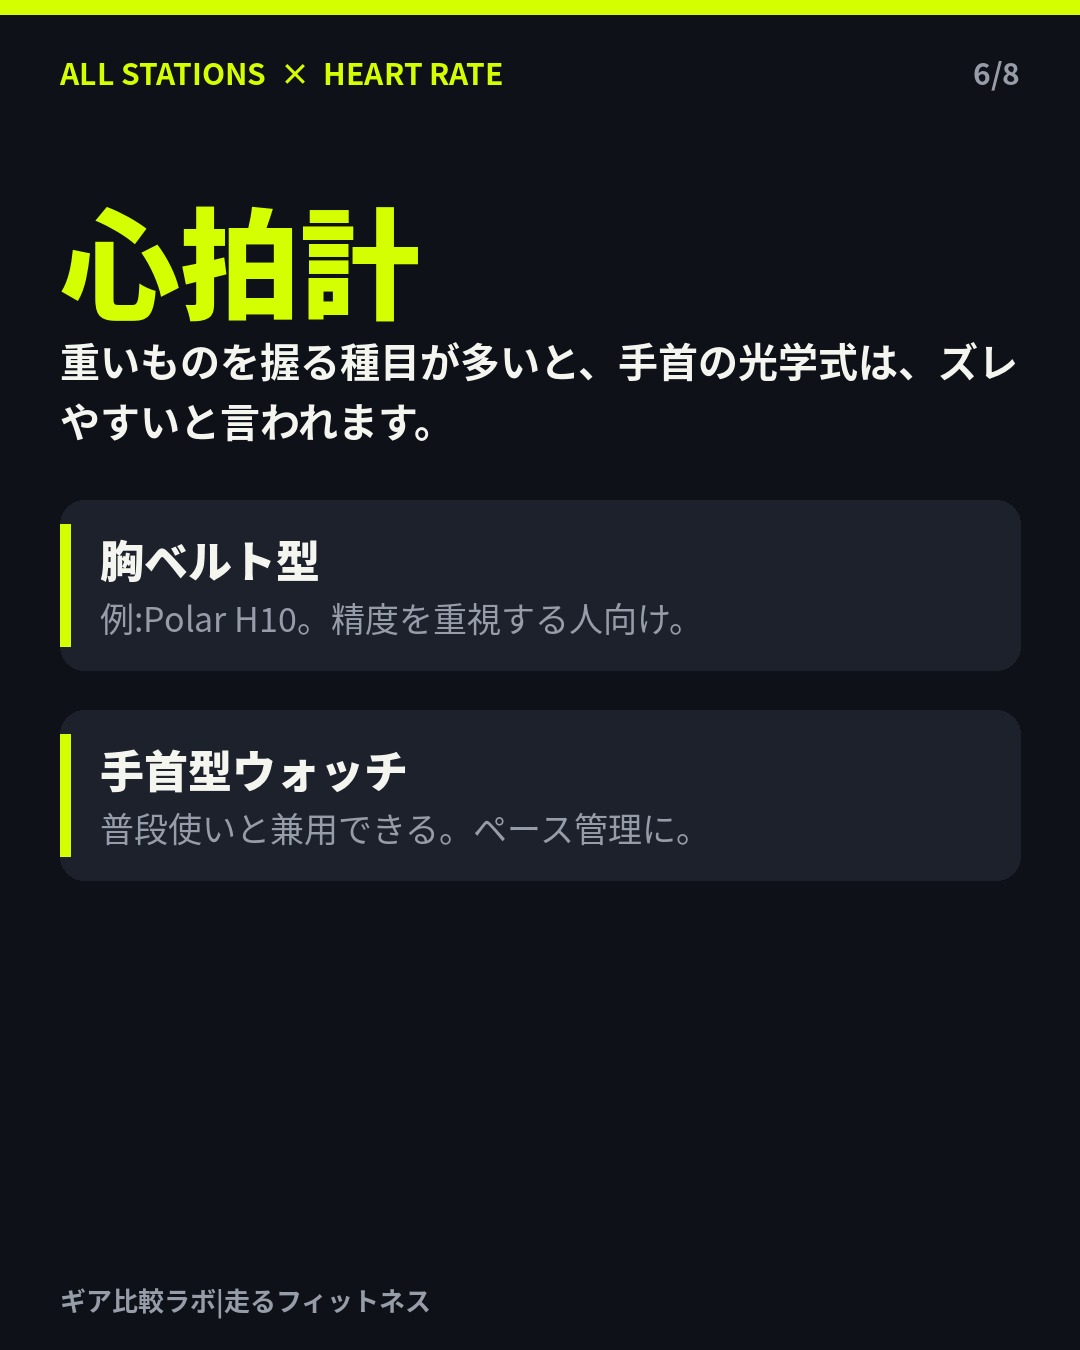 ALL STATIONS × HEART RATE
6/8
心拍計
重いものを握る種目が多いと、手首の光学式は、ズレ
やすいと言われます。
胸ベルト型
例:Polar H10。精度を重視する人向け。
手首型ウォッチ
普段使いと兼用できる。ペース管理に。
ギア比較ラボ|走るフィットネス